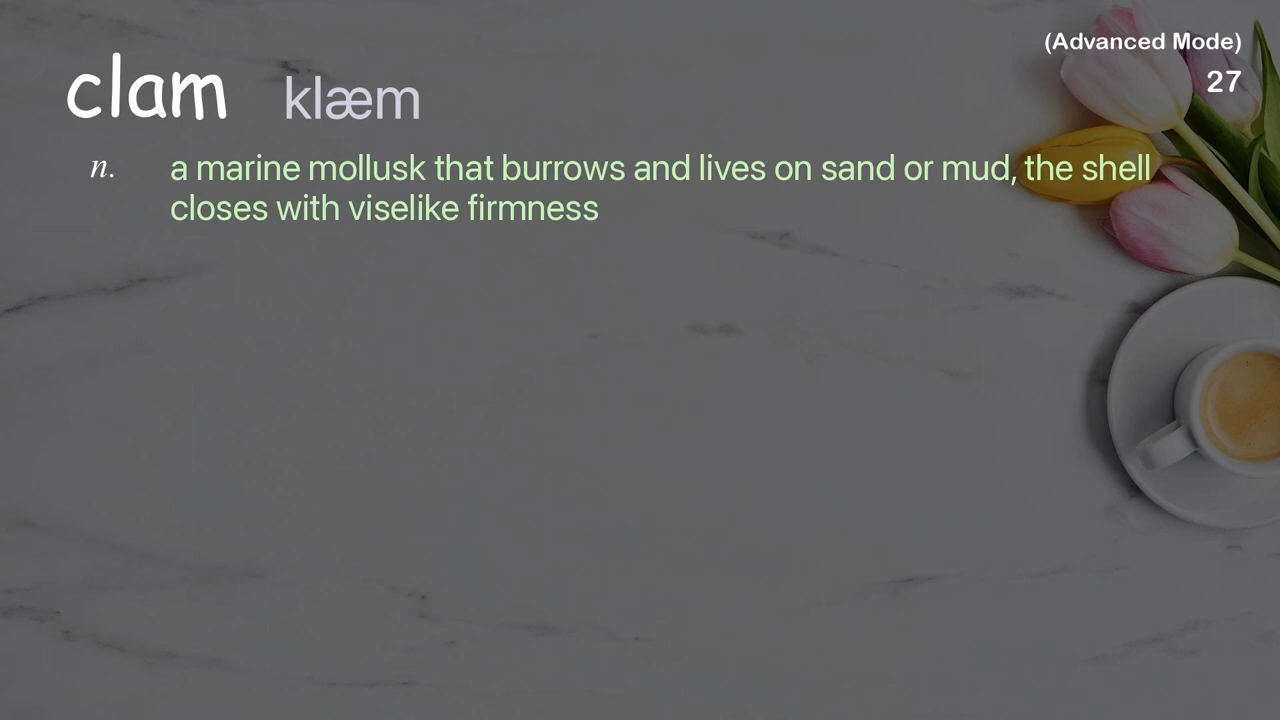 (Advanced Mode)
clam klæm
27
n. a marine mollusk that burrows and lives on sand or mud, the shell
closes with viselike firmness